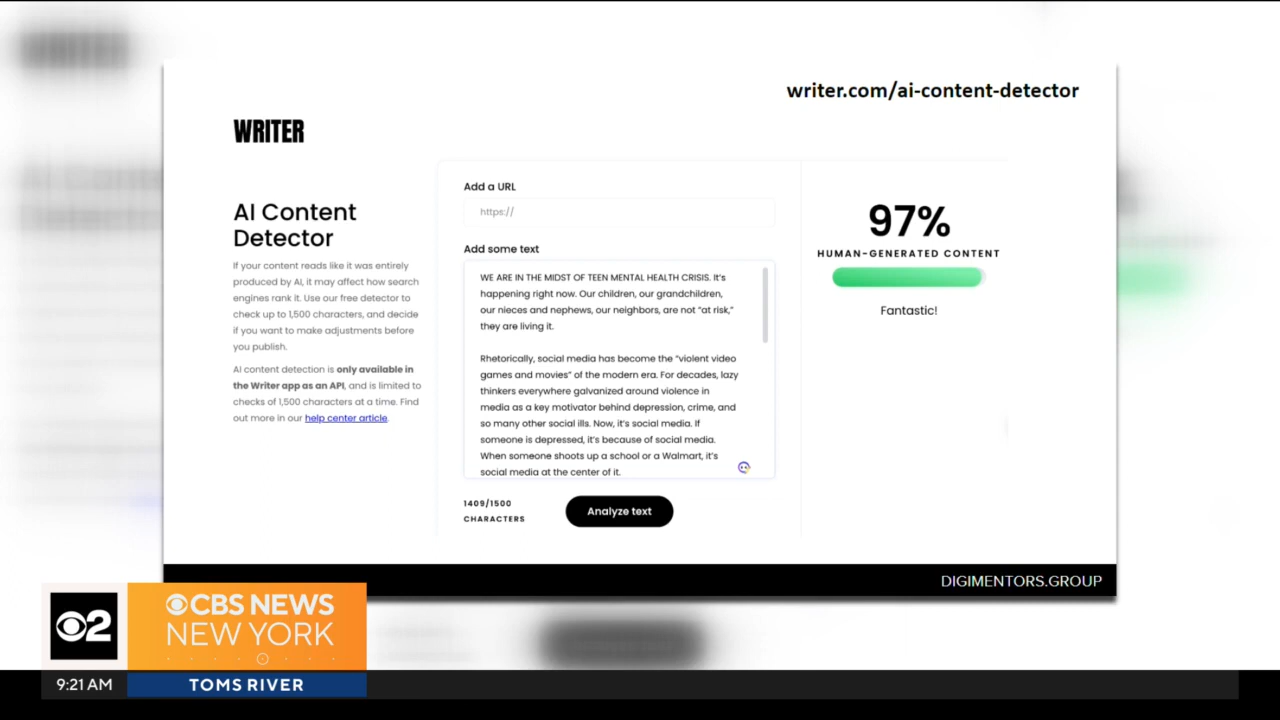 writer.com/ai-content-detector
WRITER
AI Content
Detector
If your content reads like it was entirely
produced by AI, it may affect how search
engines rank it. Use our free detector to
check up to 1,500 characters, and decide
if you want to make adjustments before
you publish.
AI content detection is only available in
the Writer app as an API, and is limited to
checks of 1,500 characters at a time. Find
out more in our help center article.
Add a URL
https://
Add some text
WE ARE IN THE MIDST OF TEEN MENTAL HEALTH CRISIS. It's
happening right now. Our children, our grandchildren,
our nieces and nephews, our neighbors, are not "at risk,"
they are living it.
Rhetorically, social media has become the "violent video
games and movies" of the modern era. For decades, lazy
thinkers everywhere galvanized around violence in
media as a key motivator behind depression, crime, and
so many other social ills. Now, it's social media. If
someone is depressed, it's because of social media.
When someone shoots up a school or a Walmart, it's
social media at the center of it.
1409/1500
CHARACTERS
Analyze text
97%
HUMAN-GENERATED CONTENT
Fantastic!
DIGIMENTORS.GROUP
2
CBS NEWS
NEW YORK
9:21 AM
TOMS RIVER